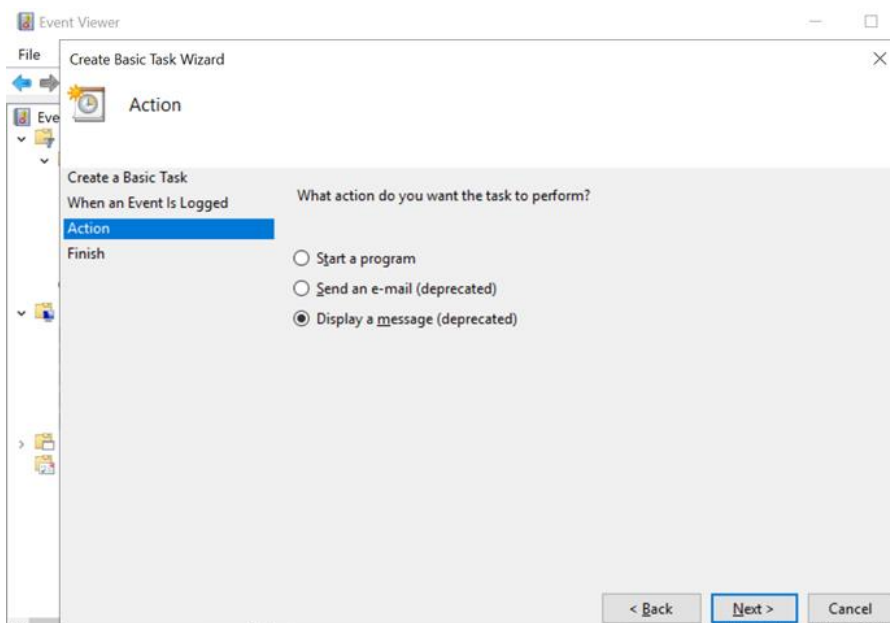 Event Viewer
File
Create Basic Task Wizard
Action
Eve
Create a Basic Task
When an Event Is Logged
What action do you want the task to perform?
Action
Finish
Start a program
Send an e-mail (deprecated)
Display a message (deprecated)
< Back
Next >
Cancel